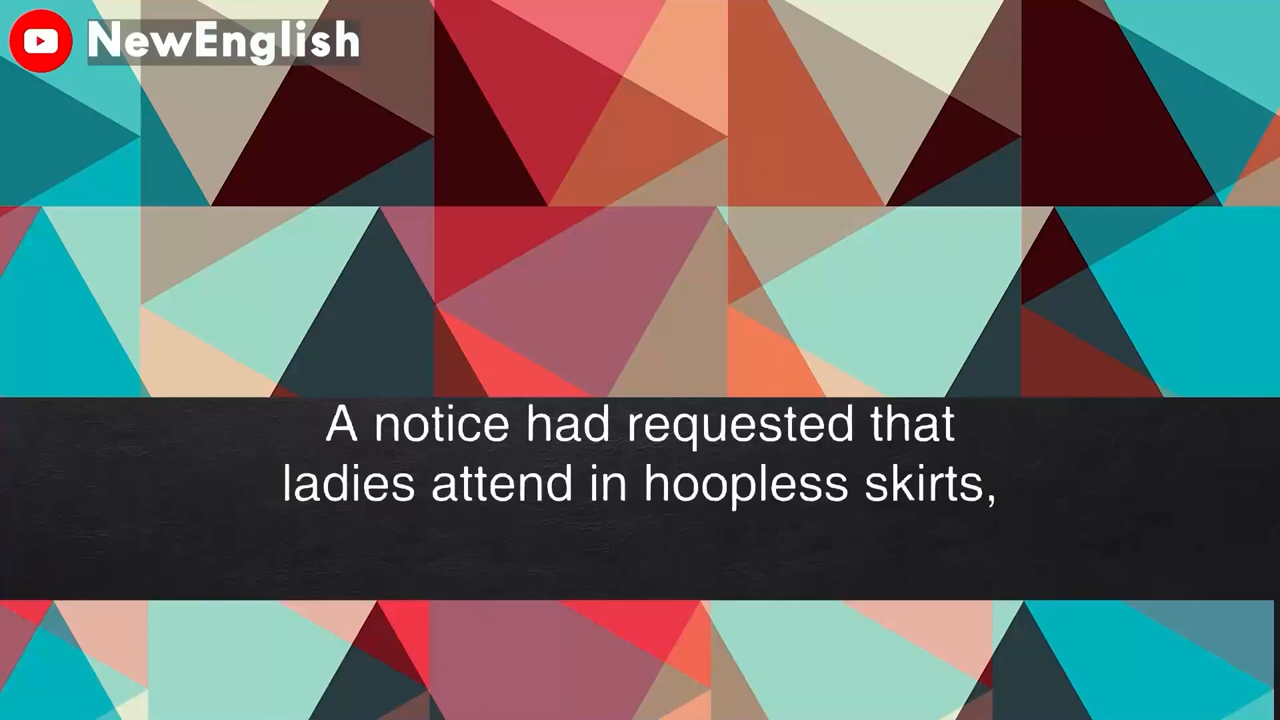 NewEnglish
A notice had requested that
ladies attend in hoopless skirts,